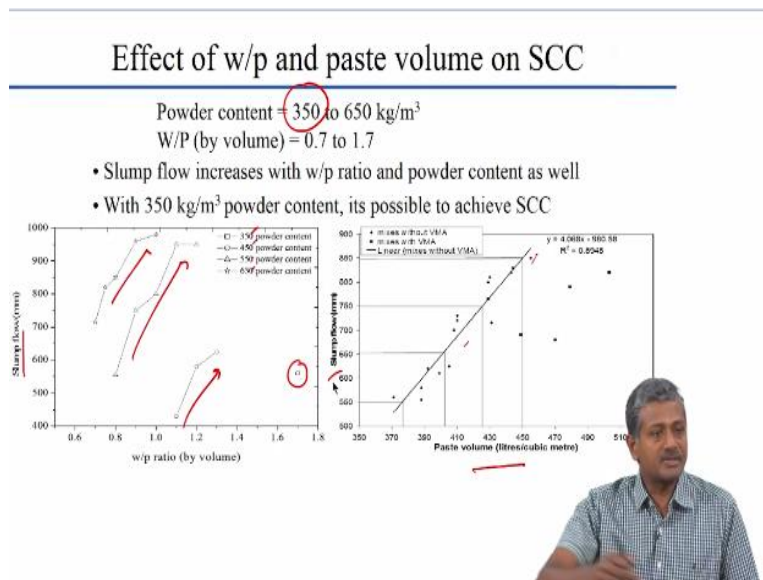 Effect of w/p and paste volume on SCC
Powder content = 350 to 650 kg/m³
W/P (by volume) = 0.7 to 1.7
• Slump flow increases with w/p ratio and powder content as well
• With 350 kg/m³ powder content, its possible to achieve SCC
1000
900
800
700
600
500
400
Slump flow(mm)
350 powder content
450 powder content
550 powder content
650 powder content
0.6 0.8 1.0 1.2 1.4 1.6 1.8
w/p ratio (by volume)
900
850
800
750
700
650
600
550
500
Slump flow(mm)
mixes without VMA
mixes with VMA
Linear (mixes without VMA)
R² =
350 370 390 410 430 450 470 490 510
Paste volume (litres/cubic metre)